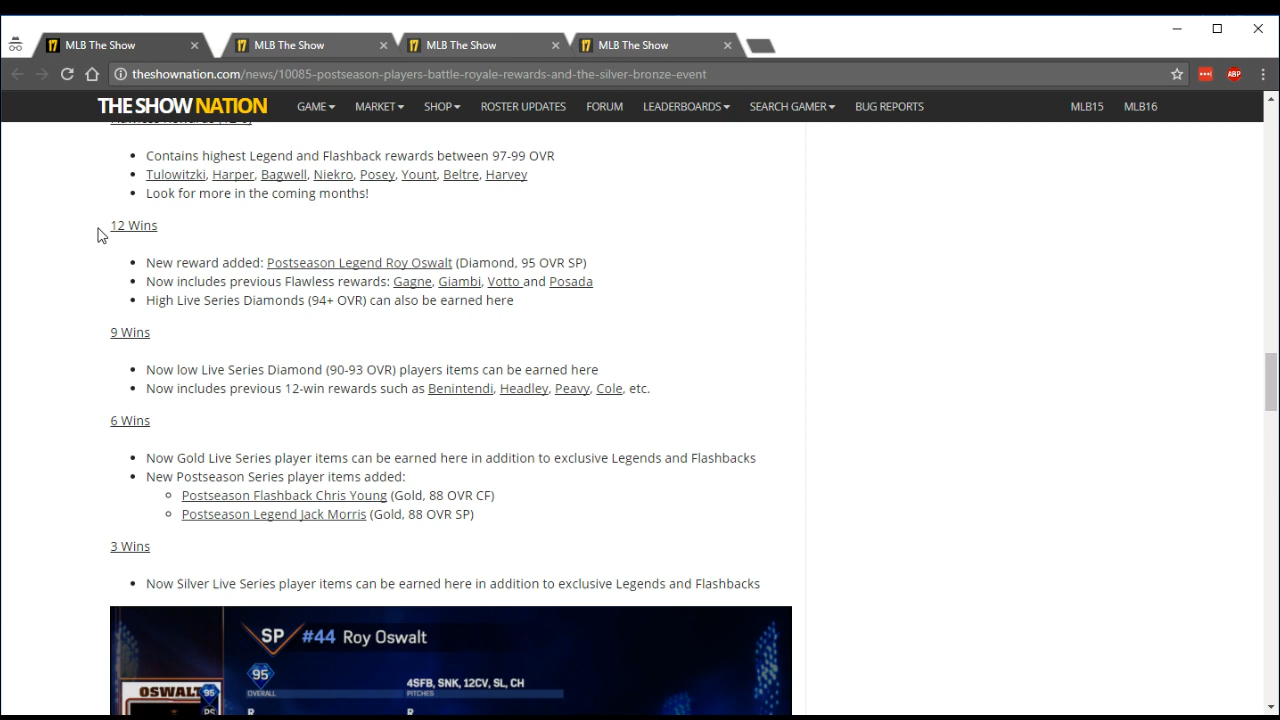 MLB The Show MLB The Show MLB The Show MLB The Show
theshownation.com/news/10085-postseason-players-battle-royale-rewards-and-the-silver-bronze-event ABP
THE SHOW NATION GAME MARKET SHOP ROSTER UPDATES FORUM LEADERBOARDS SEARCH GAMER BUG REPORTS MLB15 MLB16
Contains highest Legend and Flashback rewards between 97-99 OVR
Tulowitzki, Harper, Bagwell, Niekro, Posey, Yount, Beltre, Harvey
Look for more in the coming months!
12 Wins
New reward added: Postseason Legend Roy Oswalt (Diamond, 95 OVR SP)
Now includes previous Flawless rewards: Gagne, Giambi, Votto and Posada
High Live Series Diamonds (94+ OVR) can also be earned here
9 Wins
Now low Live Series Diamond (90-93 OVR) players items can be earned here
Now includes previous 12-win rewards such as Benintendi, Headley, Peavy, Cole, etc.
6 Wins
Now Gold Live Series player items can be earned here in addition to exclusive Legends and Flashbacks
New Postseason Series player items added:
Postseason Flashback Chris Young (Gold, 88 OVR CF)
Postseason Legend Jack Morris (Gold, 88 OVR SP)
3 Wins
Now Silver Live Series player items can be earned here in addition to exclusive Legends and Flashbacks
SP #44 Roy Oswalt
95
OVERALL
4SFB, SNK, 12CV, SL, CH
PITCHES
OSWALT 95
R R